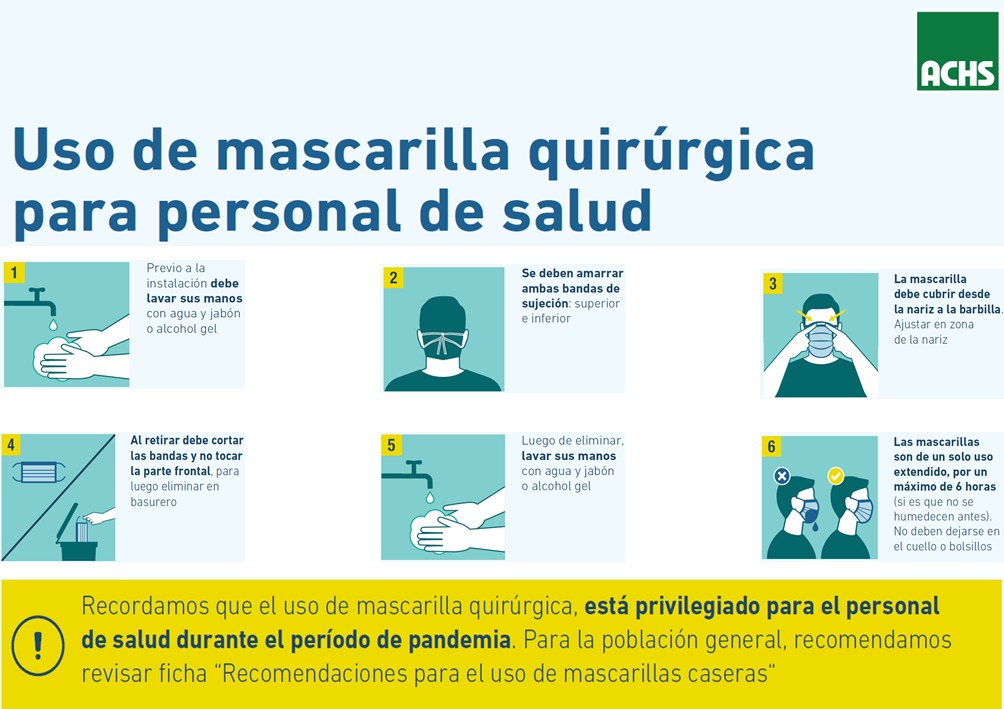 ACHS
Uso de mascarilla quirúrgica
para personal de salud
1
Previo a la
instalación debe
lavar sus manos
con agua y jabón
o alcohol gel
2
Se deben amarrar
ambas bandas de
sujeción: superior
e inferior
3
La mascarilla
debe cubrir desde
la nariz a la barbilla.
Ajustar en zona
de la nariz
4
Al retirar debe cortar
las bandas y no tocar
la parte frontal, para
luego eliminar en
basurero
5
Luego de eliminar,
lavar sus manos
con agua y jabón
o alcohol gel
6
Las mascarillas
son de un solo uso
extendido, por un
máximo de 6 horas
(si es que no se
humedecen antes).
No deben dejarse en
el cuello o bolsillos
!
Recordamos que el uso de mascarilla quirúrgica, está privilegiado para el personal
de salud durante el período de pandemia. Para la población general, recomendamos
revisar ficha “Recomendaciones para el uso de mascarillas caseras“